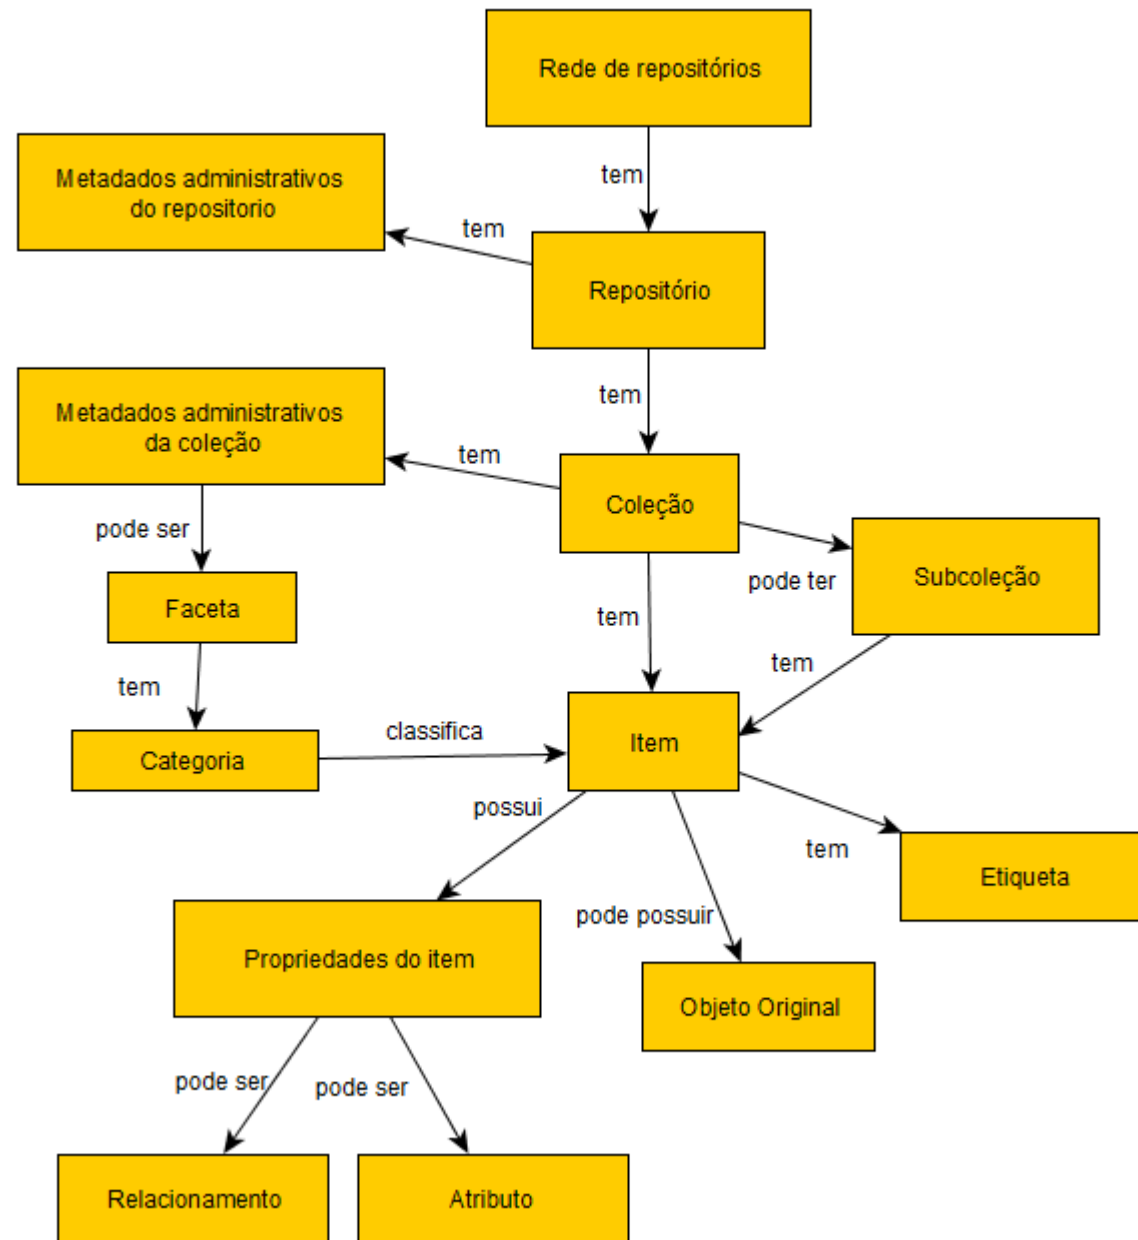 Rede de repositórios
tem
Metadados administrativos
do repositorio
tem
Repositório
tem
Metadados administrativos
da coleção
tem
Coleção
pode ser
pode ter
Subcoleção
Faceta
tem
tem
tem
classifica
Item
Categoria
possui
tem
Etiqueta
pode possuir
Propriedades do item
Objeto Original
pode ser
pode ser
Relacionamento
Atributo